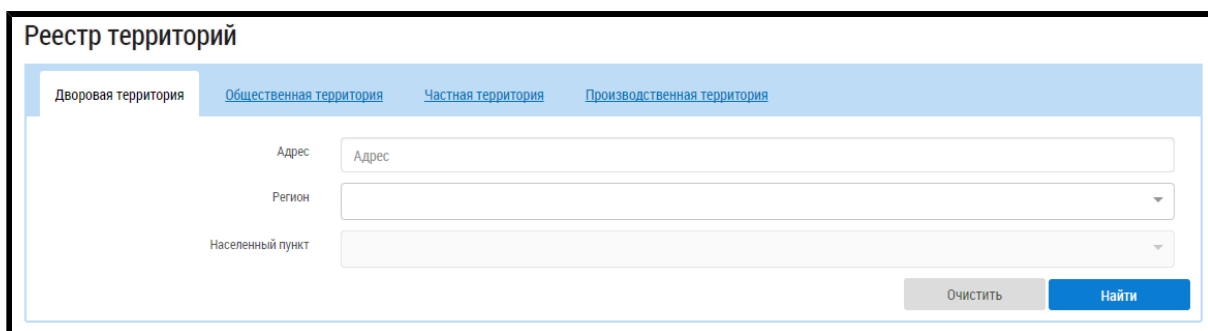 Реестр территорий
Дворовая территория Общественная территория Частная территория Производственная территория
Адрес Адрес
Регион
Населенный пункт
Очистить Найти